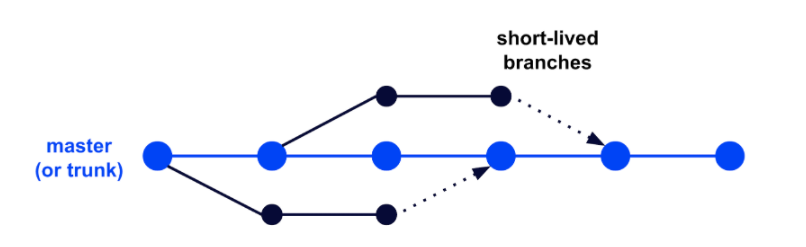 short-lived
branches
master
(or trunk)